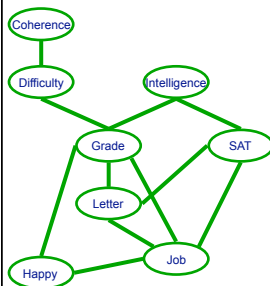 Coherence
Difficulty
Intelligence
Grade
SAT
Letter
Job
Happy